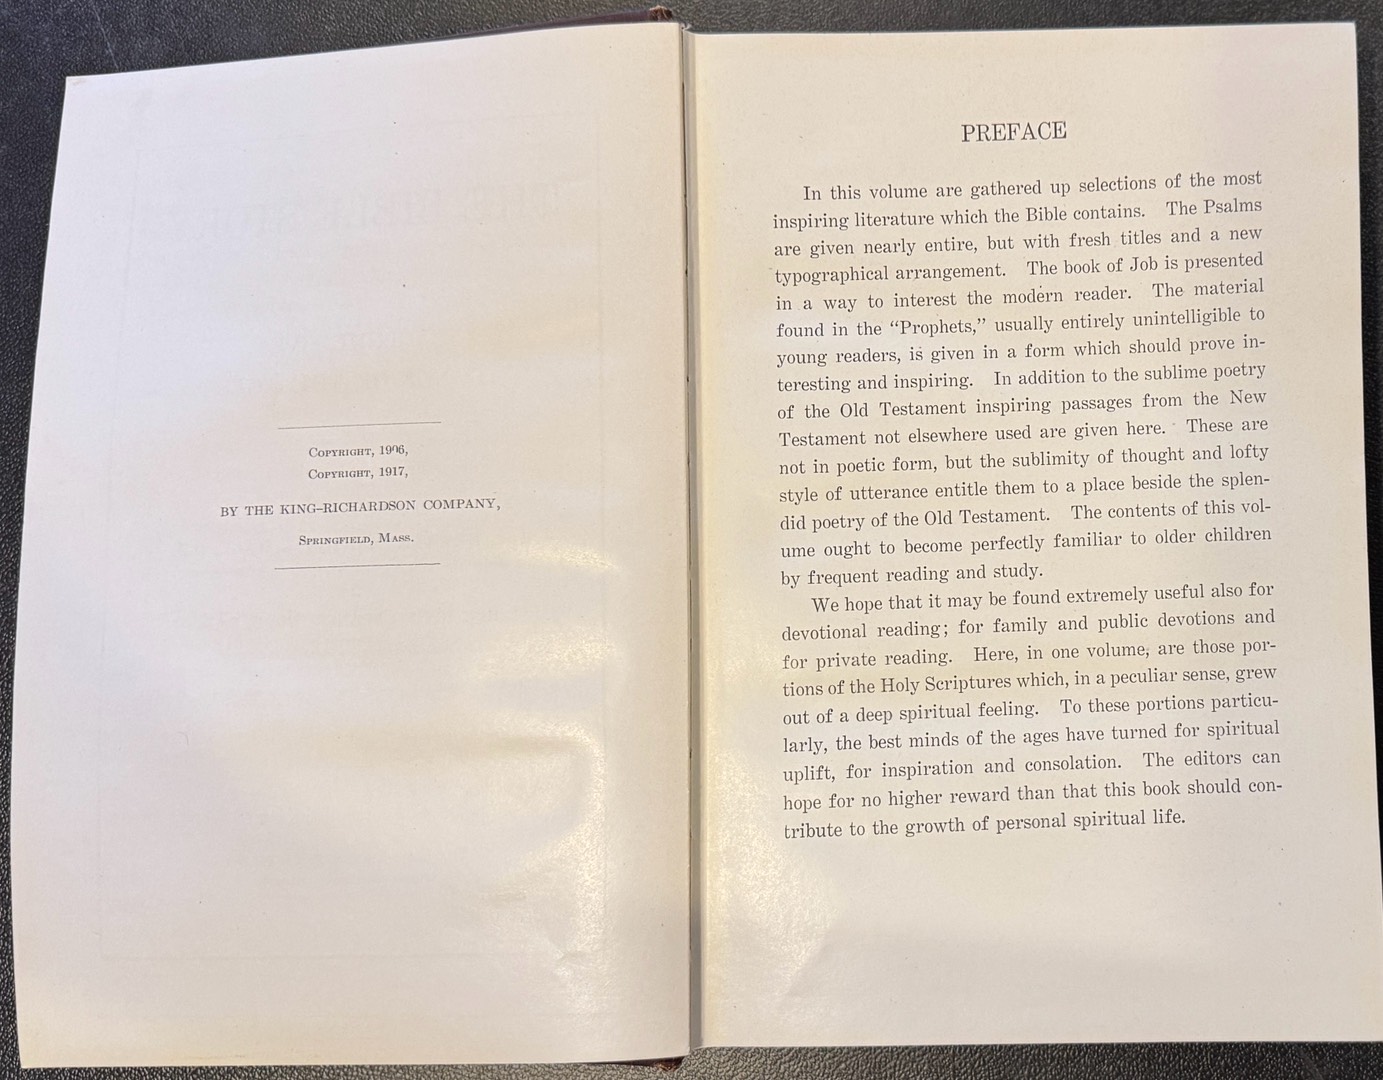 COPYRIGHT, 1906,
COPYRIGHT, 1917,
BY THE KING-RICHARDSON COMPANY,
SPRINGFIELD, MASS.
PREFACE
In this volume are gathered up selections of the most
inspiring literature which the Bible contains. The Psalms
are given nearly entire, but with fresh titles and a new
typographical arrangement. The book of Job is presented
in a way to interest the modern reader. The material
found in the “Prophets,” usually entirely unintelligible to
young readers, is given in a form which should prove in-
teresting and inspiring. In addition to the sublime poetry
of the Old Testament inspiring passages from the New
Testament not elsewhere used are given here. These are
not in poetic form, but the sublimity of thought and lofty
style of utterance entitle them to a place beside the splen-
did poetry of the Old Testament. The contents of this vol-
ume ought to become perfectly familiar to older children
by frequent reading and study.
We hope that it may be found extremely useful also for
devotional reading; for family and public devotions and
for private reading. Here, in one volume, are those por-
tions of the Holy Scriptures which, in a peculiar sense, grew
out of a deep spiritual feeling. To these portions particu-
larly, the best minds of the ages have turned for spiritual
uplift, for inspiration and consolation. The editors can
hope for no higher reward than that this book should con-
tribute to the growth of personal spiritual life.